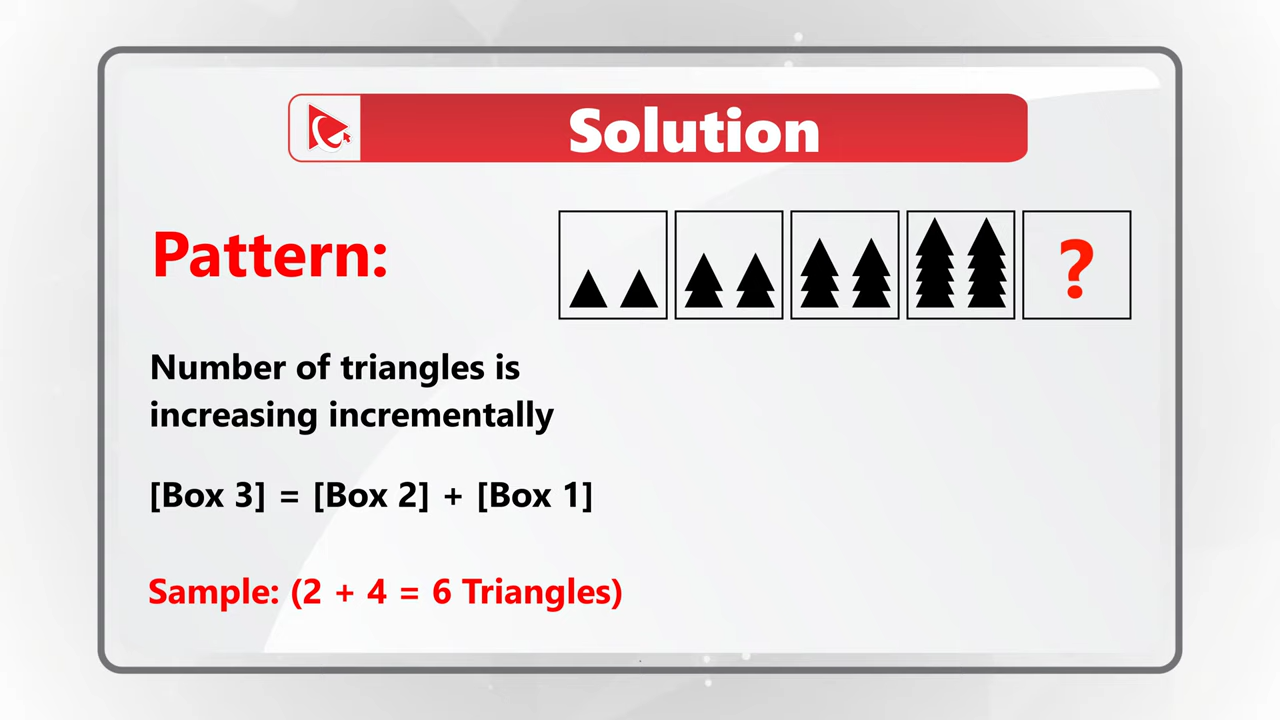 Solution
Pattern:
?
Number of triangles is
increasing incrementally
[Box 3] = [Box 2] + [Box 1]
Sample: (2 + 4 = 6 Triangles)